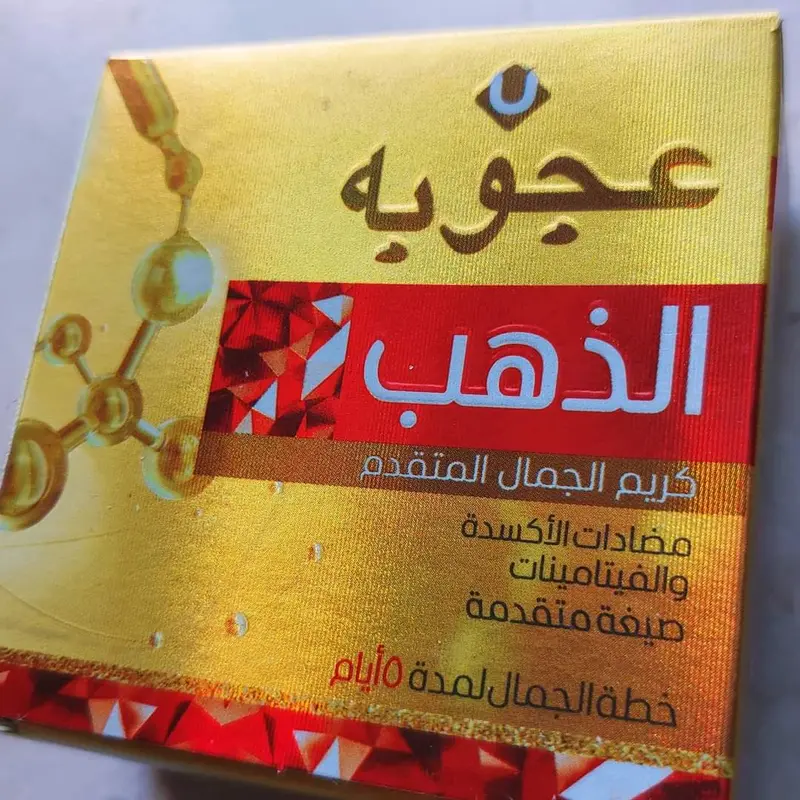 عجوبه
الذهب
كريم الجمال المتقدم
مضادات الأكسدة
والفيتامينات
صيغة متقدمة
خطة الجمال لمدة ٥ أيام